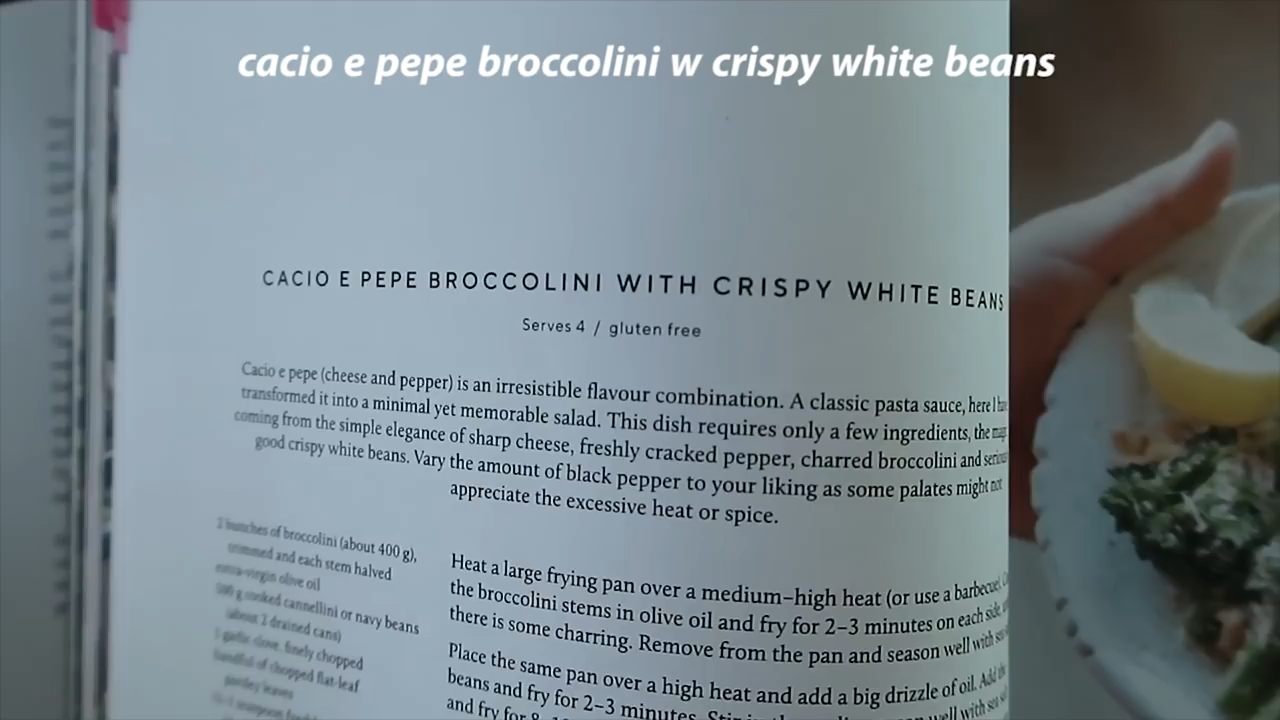 cacio e pepe broccolini w crispy white beans
CACIO E PEPE BROCCOLINI WITH CRISPY WHITE BEANS
Serves 4 / gluten free
Cacio e pepe (cheese and pepper) is an irresistible flavour combination. A classic pasta sauce, here I
transformed it into a minimal yet memorable salad. This dish requires only a few ingredients, the
coming from the simple elegance of sharp cheese, freshly cracked pepper, charred broccolini and
good crispy white beans. Vary the amount of black pepper to your liking as some palates might not
appreciate the excessive heat or spice.
2 bunches of broccolini (about 400 g),
trimmed and each stem halved
extra-virgin olive oil
cooked cannellini or navy beans
(about 2 drained cans)
1 garlic clove, finely chopped
handful of chopped flat-leaf
parsley leaves
Heat a large frying pan over a medium–high heat (or use a barbecue).
the broccolini stems in olive oil and fry for 2–3 minutes on each side,
there is some charring. Remove from the pan and season well with
Place the same pan over a high heat and add a big drizzle of oil. Add the
beans and fry for 2–3 minutes. well with sea
and fry for